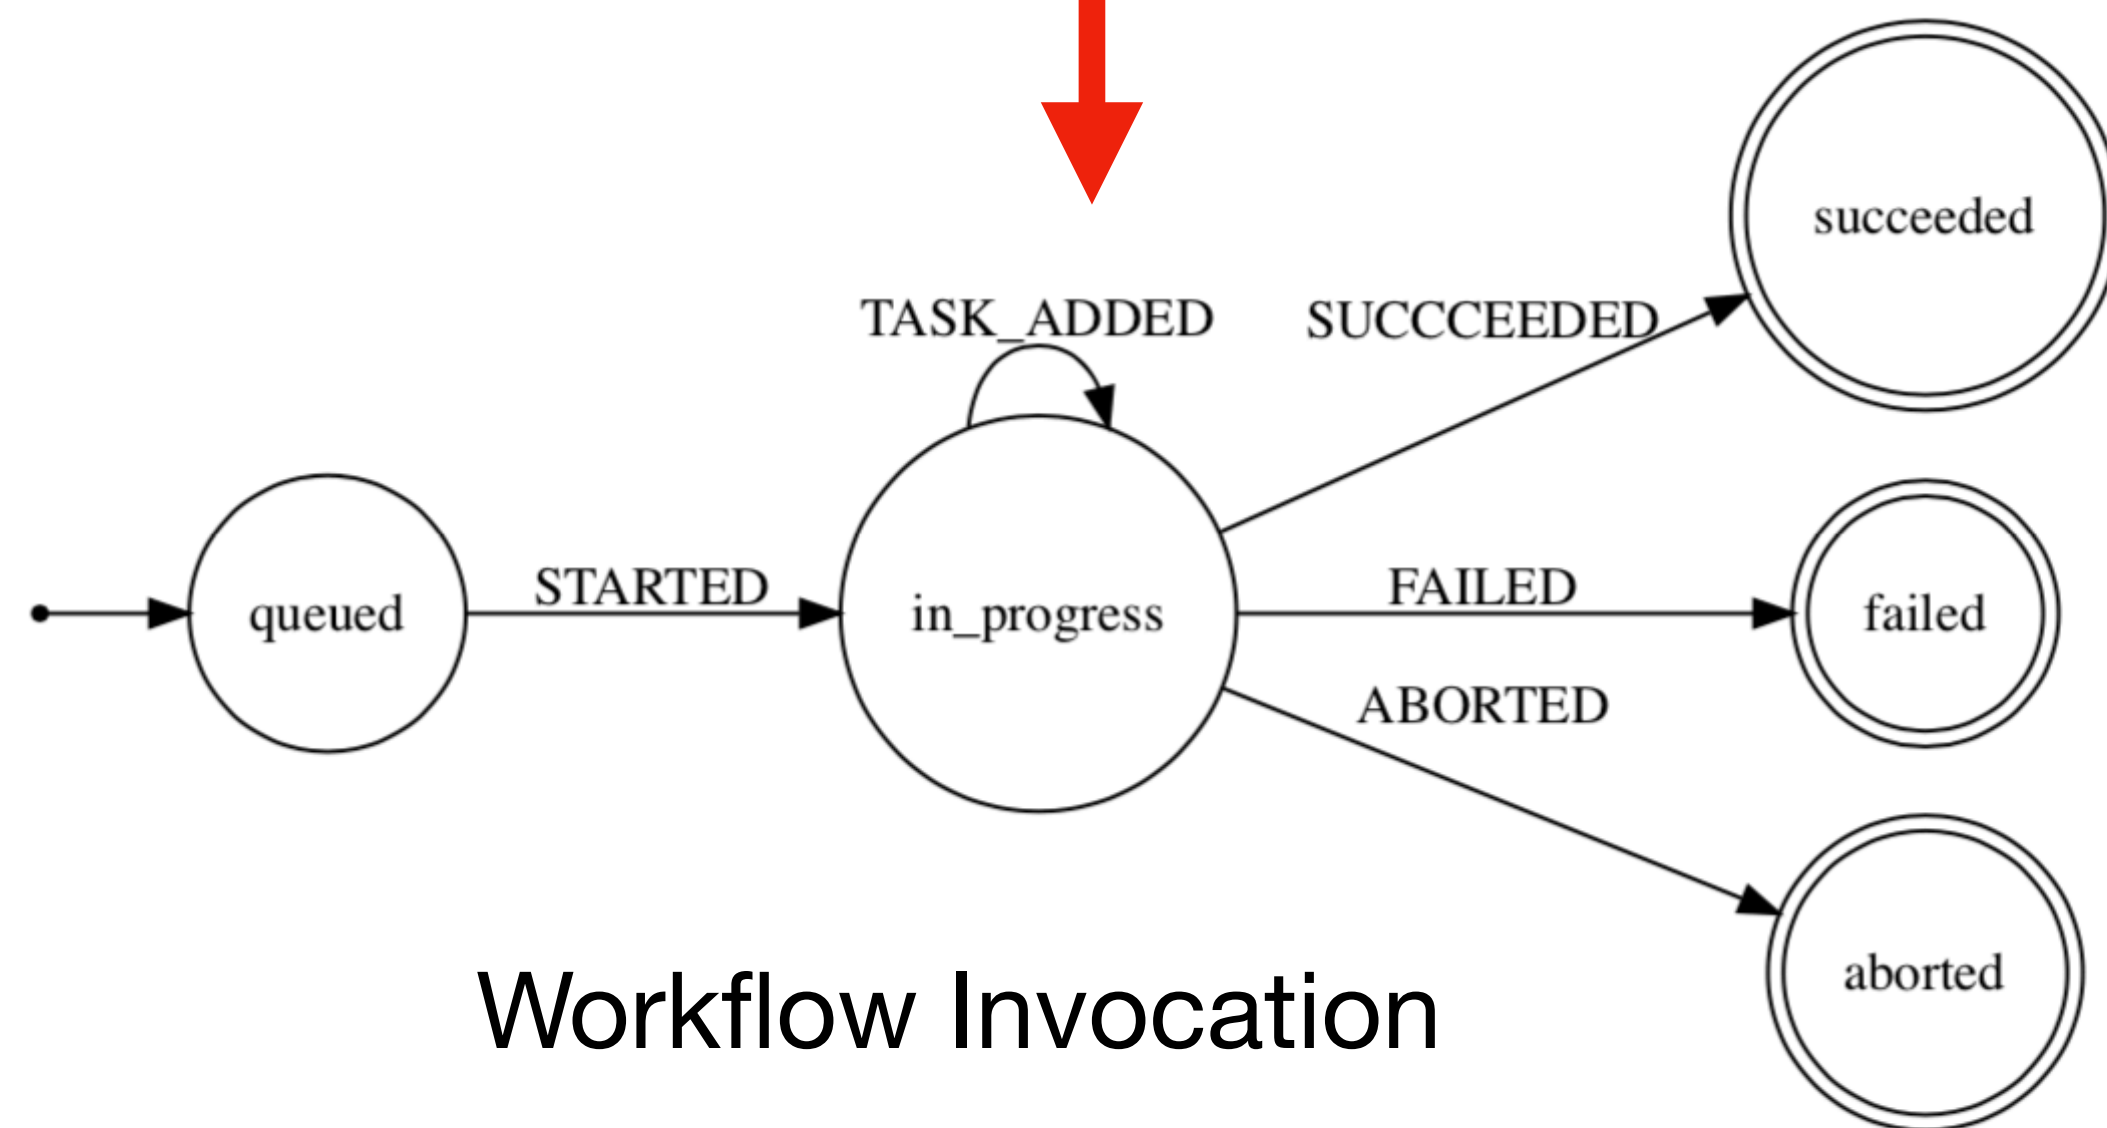 succeeded
TASK_ADDED
SUCCCEEDED
queued
STARTED
in_progress
FAILED
failed
ABORTED
aborted
Workflow Invocation